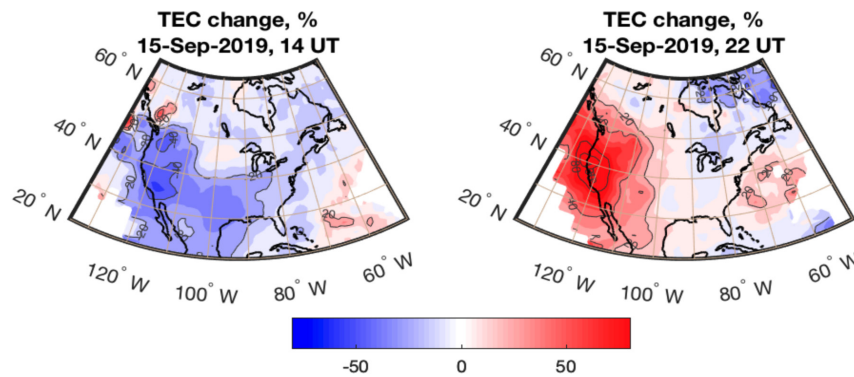 TEC change, %
15-Sep-2019, 14 UT
60° N
40° N
20° N
120° W
100° W
80° W
60° W
TEC change, %
15-Sep-2019, 22 UT
60° N
40° N
20° N
120° W
100° W
80° W
60° W
-50
0
50